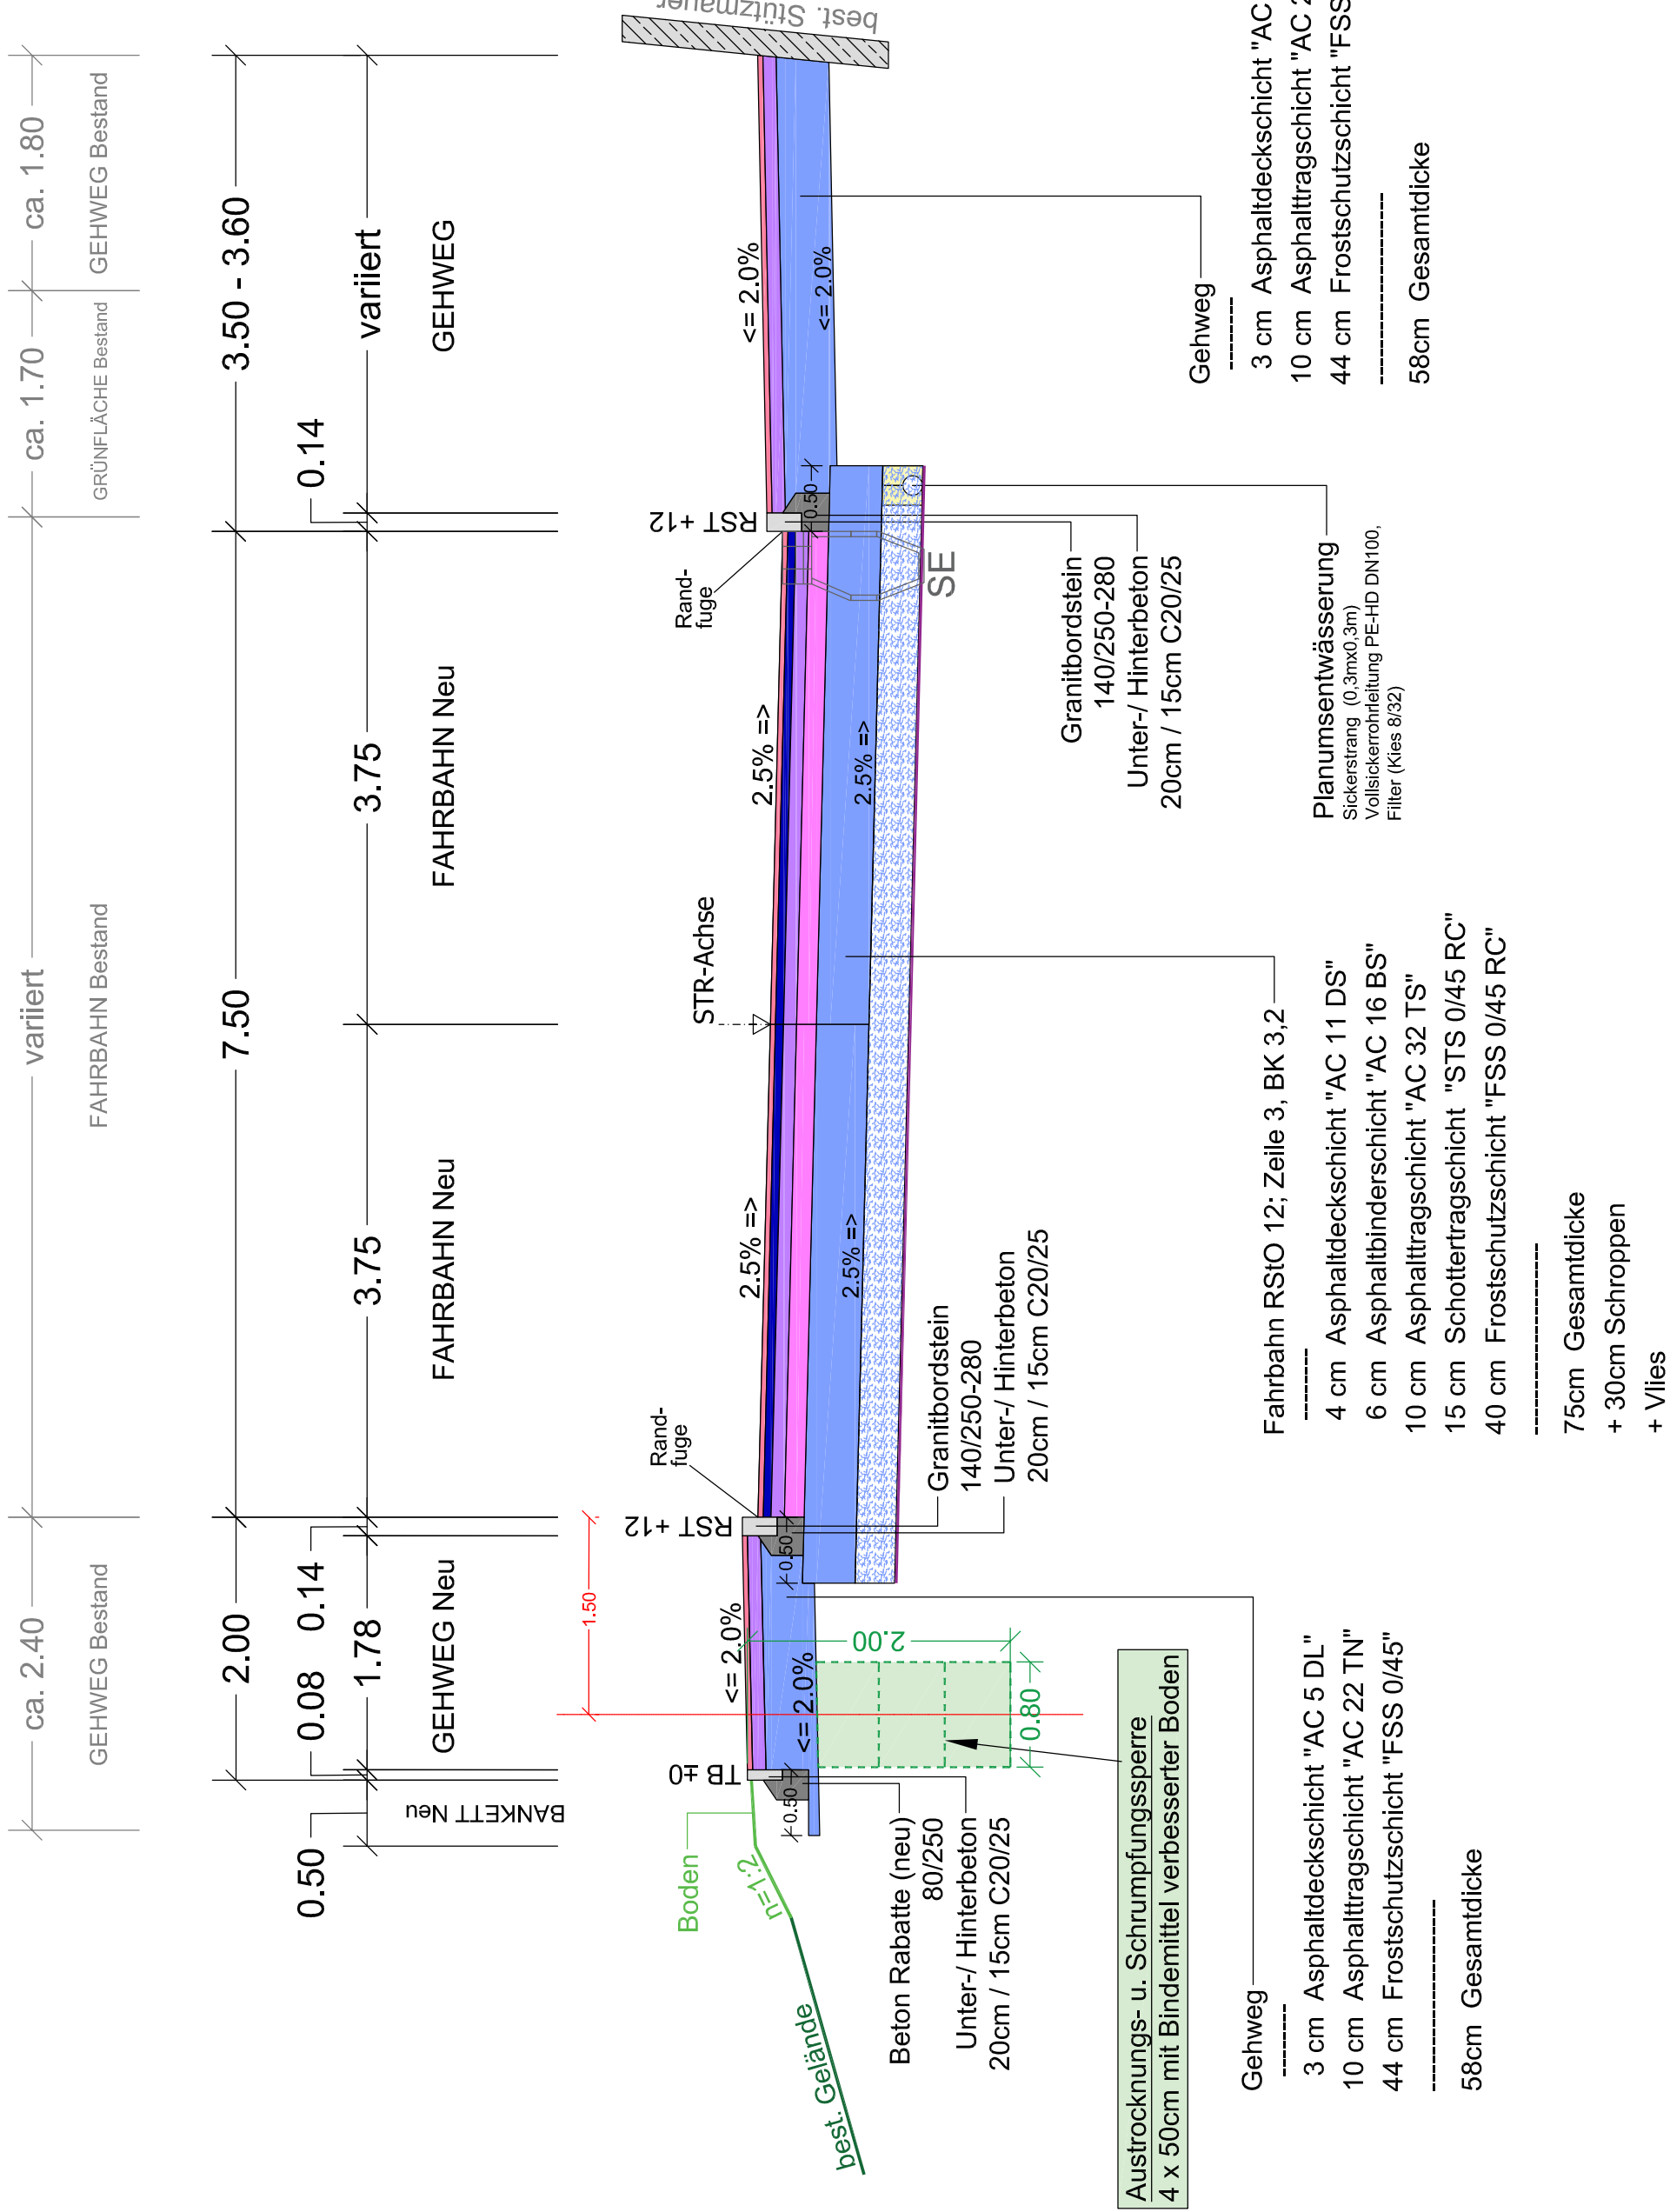 ca. 2.40
variiert
ca. 1.70
ca. 1.80
GEHWEG Bestand
FAHRBAHN Bestand
GRÜNFLÄCHE Bestand
GEHWEG Bestand
2.00
7.50
3.50 - 3.60
0.50
0.08
0.14
0.14
1.78
3.75
3.75
variiert
BANKETT Neu
GEHWEG Neu
FAHRBAHN Neu
FAHRBAHN Neu
GEHWEG
1.50
best. Stützmauer
TB ±0
RST +12
RST +12
Rand-
fuge
STR-Achse
Rand-
fuge
Boden
n=1:2
best. Gelände
<= 2.0%
<= 2.0%
2.5% =>
2.5% =>
2.5% =>
2.5% =>
<= 2.0%
<= 2.0%
0.50
0.50
0.50
2.00
0.80
SE
Beton Rabatte (neu)
80/250
Unter-/ Hinterbeton
20cm / 15cm C20/25
Granitbordstein
140/250-280
Unter-/ Hinterbeton
20cm / 15cm C20/25
Granitbordstein
140/250-280
Unter-/ Hinterbeton
20cm / 15cm C20/25
Austrocknungs- u. Schrumpfungssperre
4 x 50cm mit Bindemittel verbesserter Boden
Planumsentwässerung
Sickerstrang (0,3mx0,3m)
Vollsickerrohrleitung PE-HD DN100,
Filter (Kies 8/32)
Gehweg
--------
3 cm Asphaltdeckschicht "AC 5 DL"
10 cm Asphalttragschicht "AC 22 TN"
44 cm Frostschutzschicht "FSS 0/45"
---------------------
58cm Gesamtdicke
Fahrbahn RStO 12; Zeile 3, BK 3,2
--------
4 cm Asphaltdeckschicht "AC 11 DS"
6 cm Asphaltbinderschicht "AC 16 BS"
10 cm Asphalttragschicht "AC 32 TS"
15 cm Schottertragschicht "STS 0/45 RC"
40 cm Frostschutzschicht "FSS 0/45 RC"
---------------------
75cm Gesamtdicke
+ 30cm Schroppen
+ Vlies
Gehweg
--------
3 cm Asphaltdeckschicht "AC
10 cm Asphalttragschicht "AC 2
44 cm Frostschutzschicht "FSS
---------------------
58cm Gesamtdicke